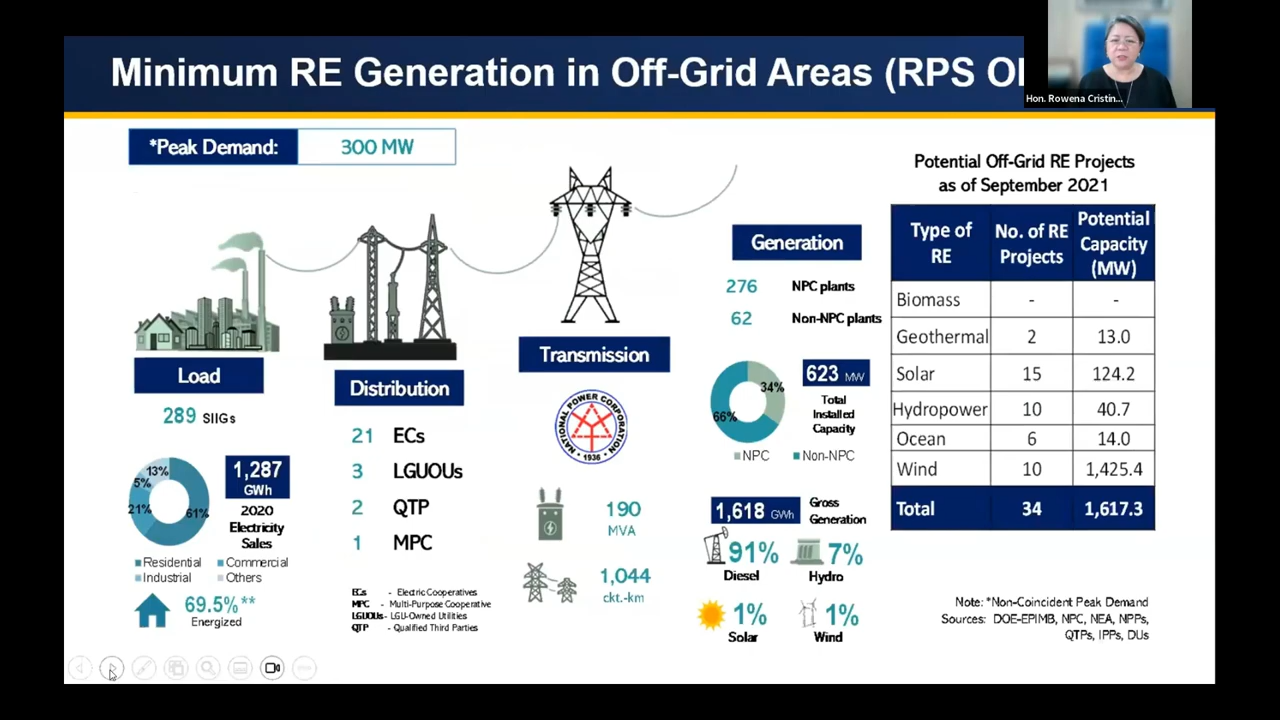 Minimum RE Generation in Off-Grid Areas (RPS
Hon. Rowena Cristin...
*Peak Demand: 300 MW
Load
289 SIIGs
13%
5%
21%
61%
1,287
GWh
2020
Electricity
Sales
Residential Commercial
Industrial Others
69.5%**
Energized
Distribution
21 ECs
3 LGUOUs
2 QTP
1 MPC
ECs - Electric Cooperatives
MPC - Multi-Purpose Cooperative
LGUOUs - LGU-Owned Utilities
QTP - Qualified Third Parties
Transmission
NATIONAL POWER CORPORATION
• 1936 •
190
MVA
1,044
ckt.-km
Generation
276 NPC plants
62 Non-NPC plants
34%
66%
NPC Non-NPC
623 MW
Total
Installed
Capacity
1,618 GWh Gross
Generation
91% 7%
Diesel Hydro
1% 1%
Solar Wind
Potential Off-Grid RE Projects
as of September 2021
Type of RE No. of RE Projects Potential Capacity (MW)
Biomass - -
Geothermal 2 13.0
Solar 15 124.2
Hydropower 10 40.7
Ocean 6 14.0
Wind 10 1,425.4
Total 34 1,617.3
Note: *Non-Coincident Peak Demand
Sources: DOE-EPIMB, NPC, NEA, NPPs,
QTPs, IPPs, DUs